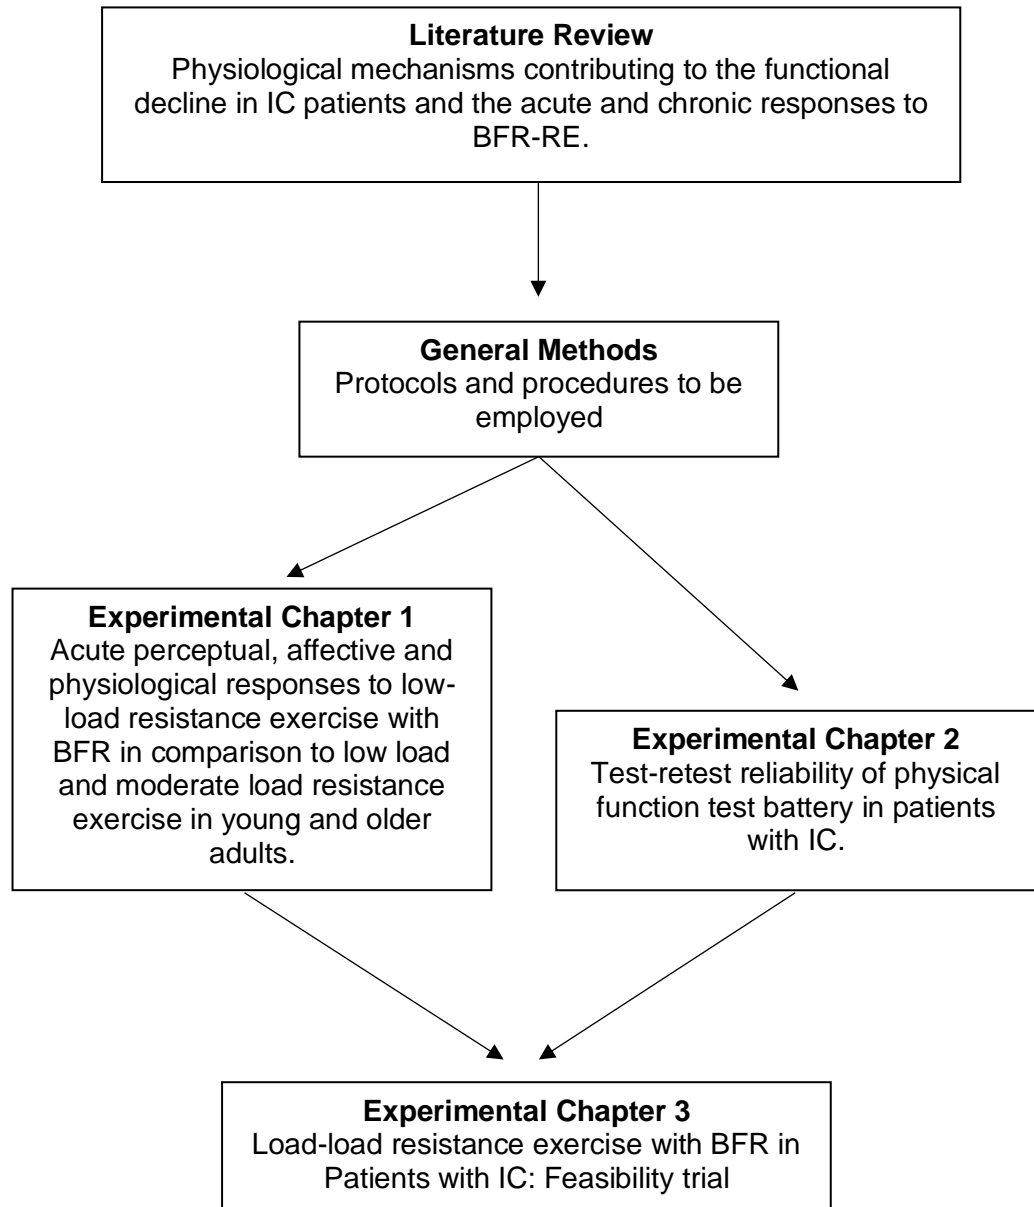 Literature Review
Physiological mechanisms contributing to the functional
decline in IC patients and the acute and chronic responses to
BFR-RE.
General Methods
Protocols and procedures to be
employed
Experimental Chapter 1
Acute perceptual, affective and
physiological responses to low-
load resistance exercise with
BFR in comparison to low load
and moderate load resistance
exercise in young and older
adults.
Experimental Chapter 2
Test-retest reliability of physical
function test battery in patients
with IC.
Experimental Chapter 3
Load-load resistance exercise with BFR in
Patients with IC: Feasibility trial